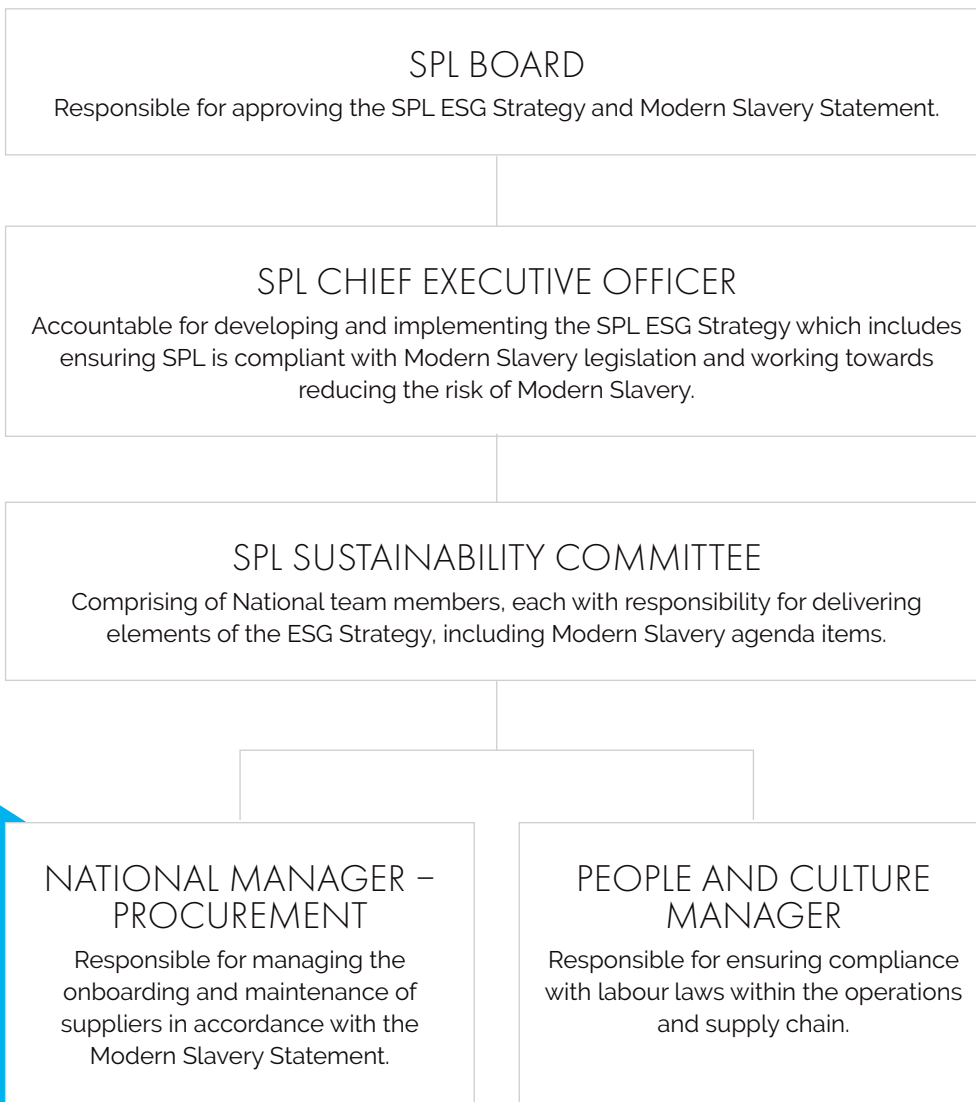 SPL BOARD
Responsible for approving the SPL ESG Strategy and Modern Slavery Statement.
SPL CHIEF EXECUTIVE OFFICER
Accountable for developing and implementing the SPL ESG Strategy which includes
ensuring SPL is compliant with Modern Slavery legislation and working towards
reducing the risk of Modern Slavery.
SPL SUSTAINABILITY COMMITTEE
Comprising of National team members, each with responsibility for delivering
elements of the ESG Strategy, including Modern Slavery agenda items.
NATIONAL MANAGER –
PROCUREMENT
Responsible for managing the
onboarding and maintenance of
suppliers in accordance with the
Modern Slavery Statement.
PEOPLE AND CULTURE
MANAGER
Responsible for ensuring compliance
with labour laws within the operations
and supply chain.